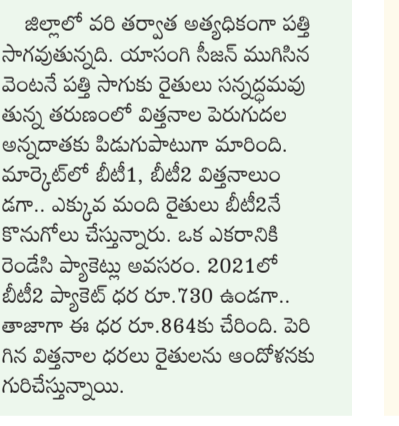 జిల్లాలో వరి తర్వాత అత్యధికంగా పత్తి
సాగవుతున్నది. యాసంగి సీజన్ ముగిసిన
వెంటనే పత్తి సాగుకు రైతులు సన్నద్ధమవు
తున్న తరుణంలో విత్తనాల పెరుగుదల
అన్నదాతకు పిడుగుపాటుగా మారింది.
మార్కెట్‌లో బీటీ1, బీటీ2 విత్తనాలుం
డగా.. ఎక్కువ మంది రైతులు బీటీ2నే
కొనుగోలు చేస్తున్నారు. ఒక ఎకరానికి
రెండేసి ప్యాకెట్లు అవసరం. 2021లో
బీటీ2 ప్యాకెట్ ధర రూ.730 ఉండగా..
తాజాగా ఈ ధర రూ.864కు చేరింది. పెరి
గిన విత్తనాల ధరలు రైతులను ఆందోళనకు
గురిచేస్తున్నాయి.